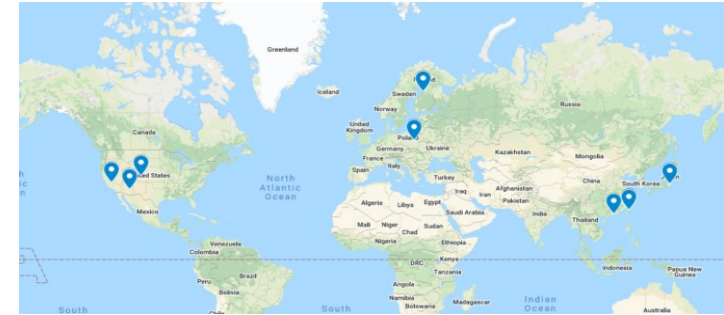 Greenland
Iceland
Sweden
Norway
Russia
Canada
United
Kingdom
Poland
Germany
Ukraine
France
Kazakhstan
Mongolia
Spain
Italy
Turkey
United States
North
Atlantic
Ocean
China
South Korea
Japan
Iraq
Iran
Afghanistan
Pakistan
Algeria
Libya
Egypt
Saudi Arabia
India
Mexico
Mali
Niger
Chad
Sudan
Thailand
Nigeria
Ethiopia
Venezuela
Colombia
DRC
Kenya
Tanzania
Indonesia
Papua New
Guinea
Brazil
Peru
Bolivia
Angola
Namibia
Botswana
Madagascar
Indian
Ocean
South
South
Australia